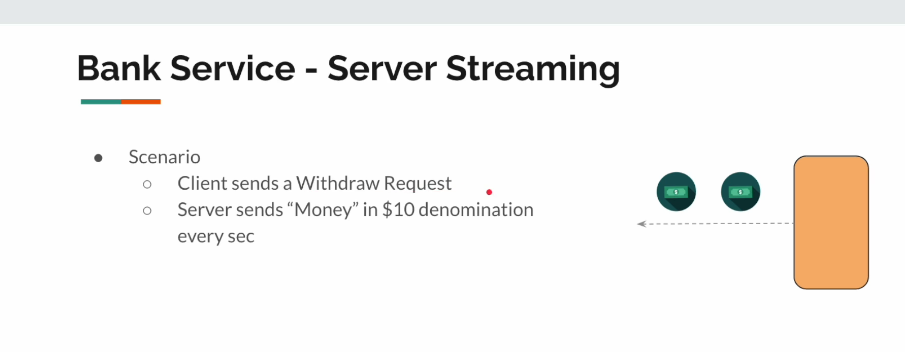 Bank Service - Server Streaming
● Scenario
○ Client sends a Withdraw Request
○ Server sends “Money” in $10 denomination
every sec